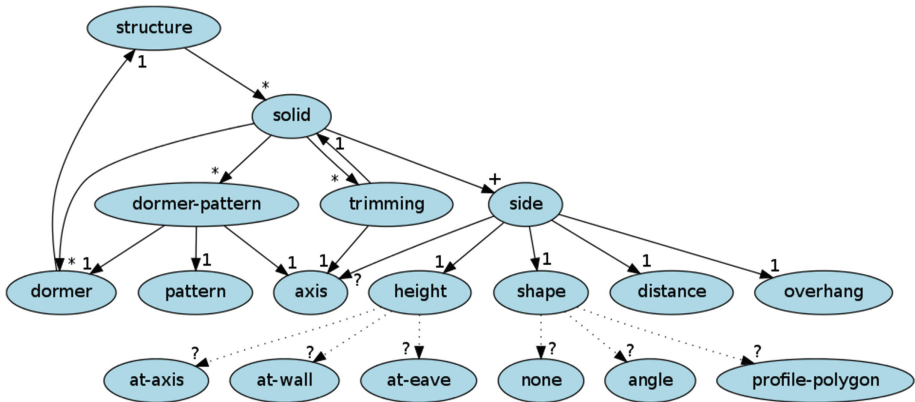 structure
1
*
solid
1
* * +
dormer-pattern trimming side
* 1 1 1 1 ? 1 1 1 1
dormer pattern axis height shape distance overhang
? ? ? ? ? ?
at-axis at-wall at-eave none angle profile-polygon